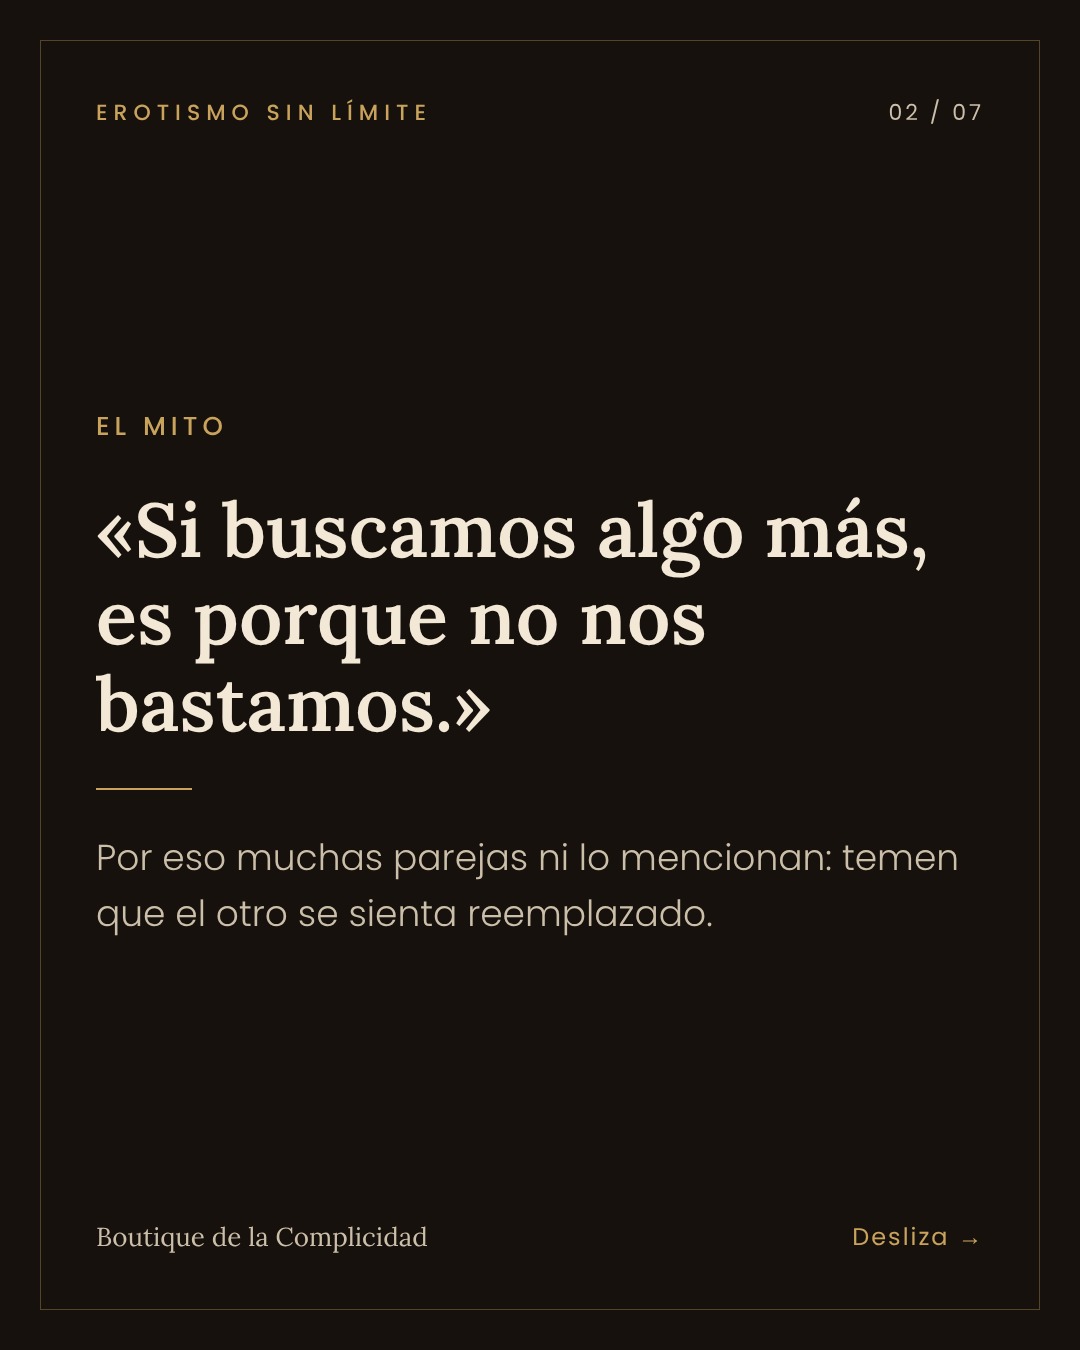 EROTISMO SIN LÍMITE
02 / 07
EL MITO
«Si buscamos algo más,
es porque no nos
bastamos.»
Por eso muchas parejas ni lo mencionan: temen
que el otro se sienta reemplazado.
Boutique de la Complicidad
Desliza →